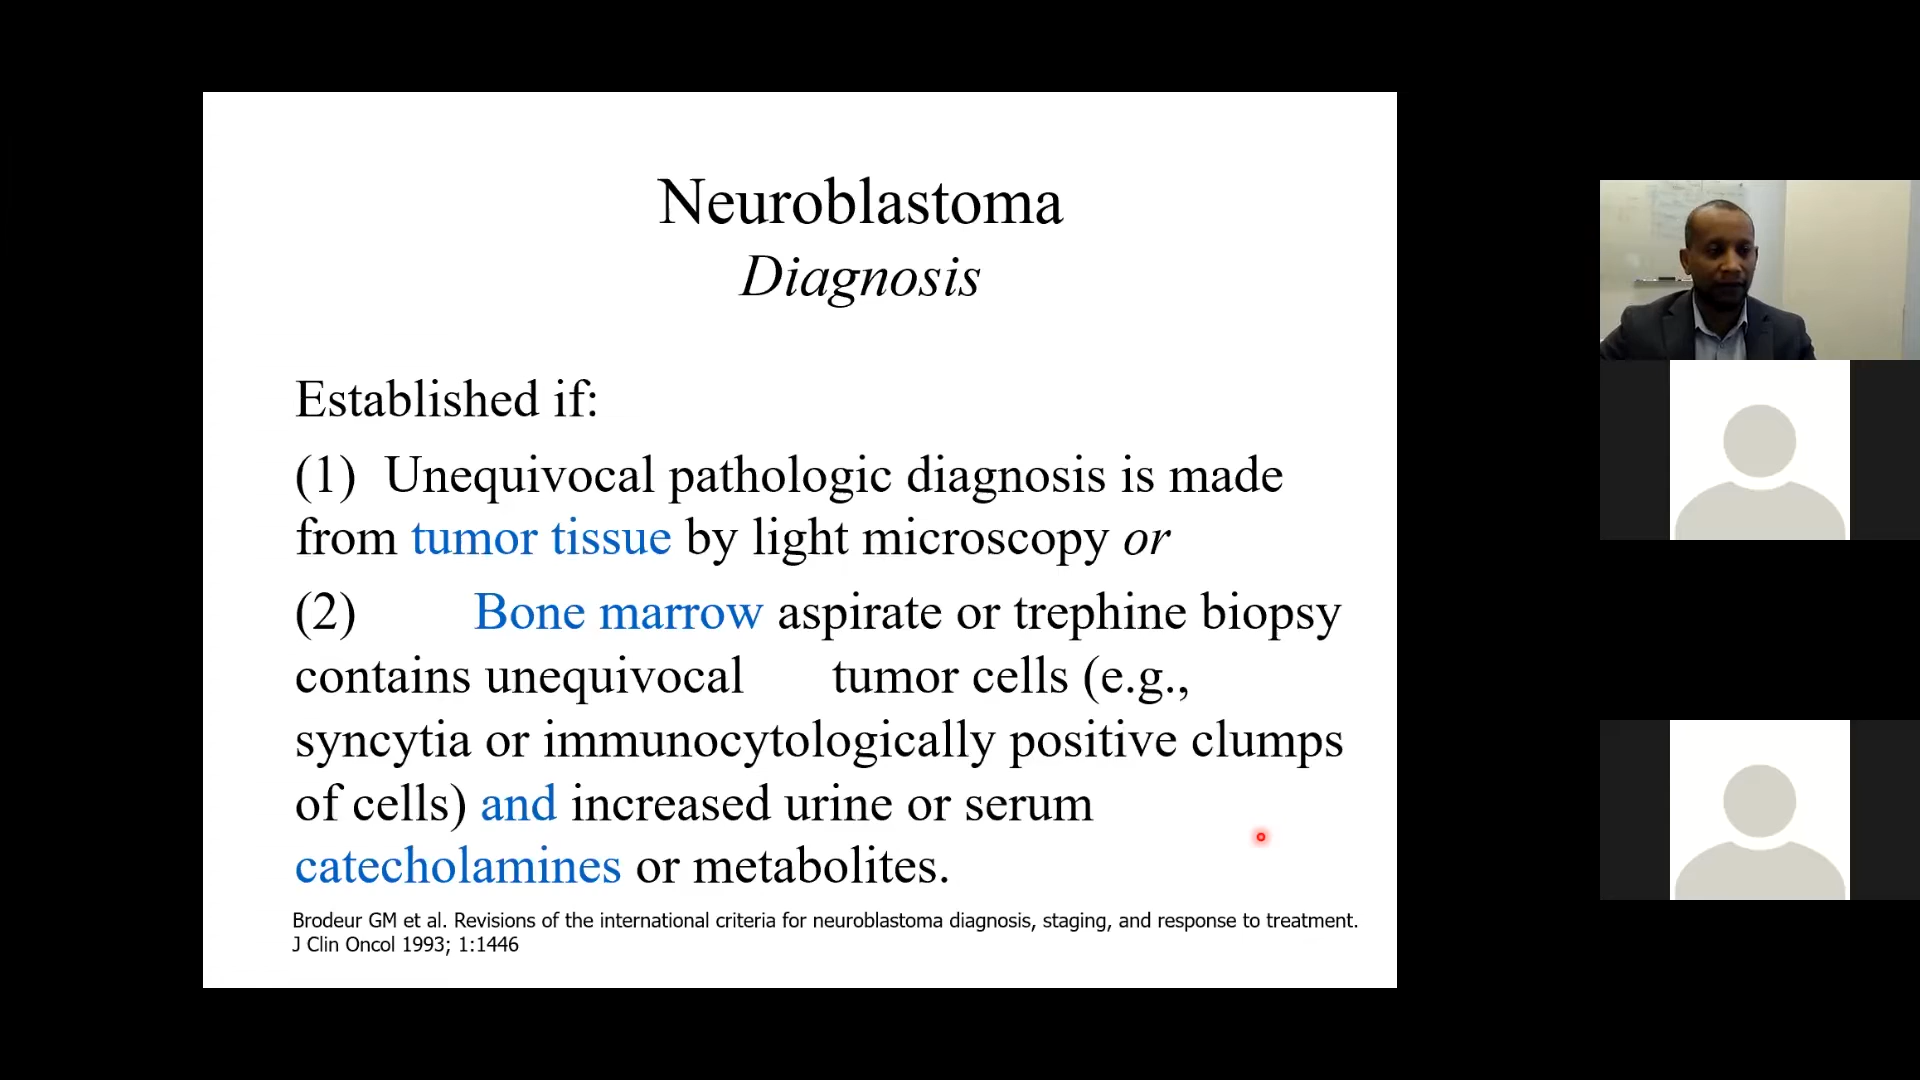 Neuroblastoma
Diagnosis
Established if:
(1) Unequivocal pathologic diagnosis is made
from tumor tissue by light microscopy or
(2) Bone marrow aspirate or trephine biopsy
contains unequivocal tumor cells (e.g.,
syncytia or immunocytologically positive clumps
of cells) and increased urine or serum
catecholamines or metabolites.
Brodeur GM et al. Revisions of the international criteria for neuroblastoma diagnosis, staging, and response to treatment.
J Clin Oncol 1993; 1:1446